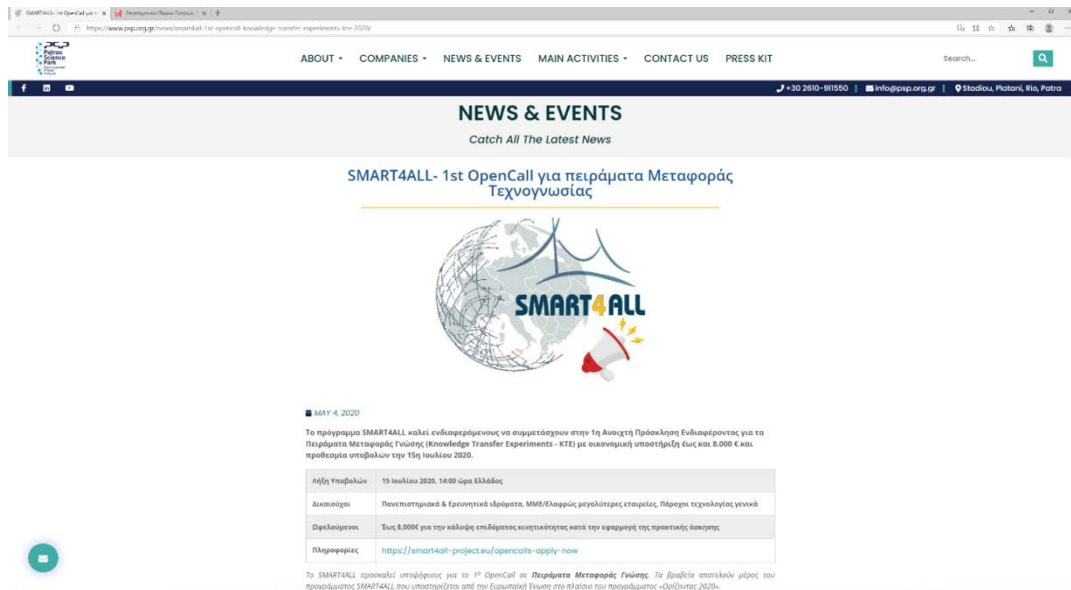 SMART4ALL- 1st OpenCall για π
https://www.psp.org.gr/news/smart4all-1st-opencall-knowledge-transfer-experiments-kte-2020/
Patras
Science
Park
ABOUT
COMPANIES
NEWS & EVENTS
MAIN ACTIVITIES
CONTACT US
PRESS KIT
Search...
+30 2610-911550 | info@psp.org.gr | Stadiou, Platani, Rio, Patra
NEWS & EVENTS
Catch All The Latest News
SMART4ALL- 1st OpenCall για πειράματα Μεταφοράς
Τεχνογνωσίας
SMART4ALL
MAY 4, 2020
Το πρόγραμμα SMART4ALL καλεί ενδιαφερόμενους να συμμετάσχουν στην 1η Ανοιχτή Πρόσκληση Ενδιαφέροντος για τα
Πειράματα Μεταφοράς Γνώσης (Knowledge Transfer Experiments - KTE) με οικονομική υποστήριξη έως και 8.000 € και
προθεσμία υποβολών την 15η Ιουλίου 2020.
Λήξη Υποβολών 15 Ιουλίου 2020, 14:00 ώρα Ελλάδος
Δικαιούχοι Πανεπιστημιακά & Ερευνητικά ιδρύματα, ΜΜΕ/Ελαφρώς μεγαλύτερες εταιρείες, Πάροχοι τεχνολογίας γενικά
Ωφελούμενοι Έως 8,000€ για την κάλυψη επιδόματος κινητικότητας κατά την εφαρμογή της πρακτικής άσκησης
Πληροφορίες https://smart4all-project.eu/opencalls-apply-now
Το SMART4ALL προσκαλεί υποψήφιους για το 1º OpenCall σε Πειράματα Μεταφοράς Γνώσης. Τα βραβεία αποτελούν μέρος του
προγράμματος SMART4ALL που υποστηρίζεται από την Ευρωπαϊκή Ένωση στο πλαίσιο του προγράμματος «Ορίζοντας 2020».